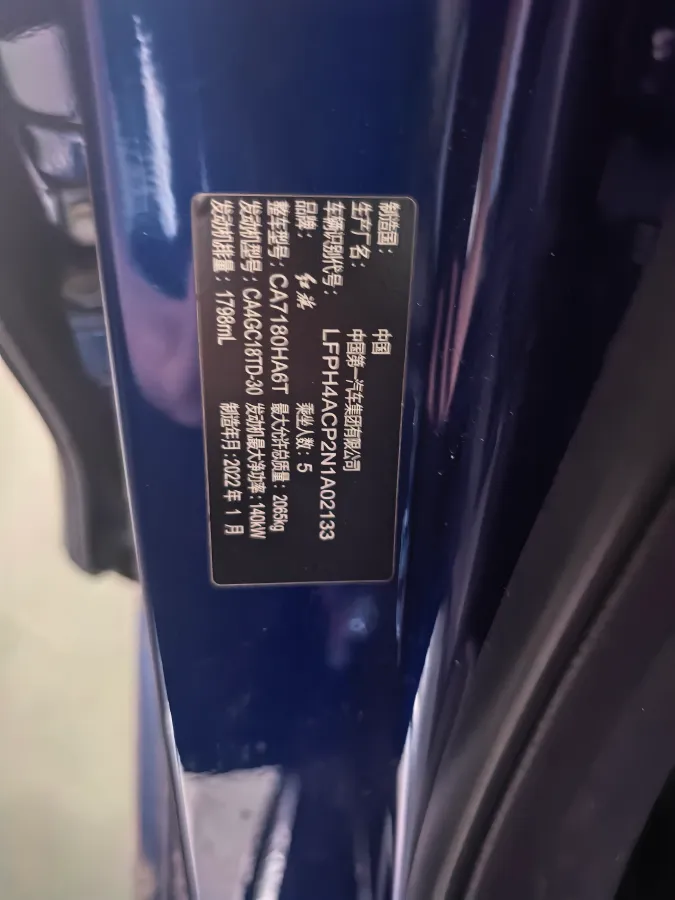 制造国： 中国
生产厂名： 中国第一汽车集团有限公司
车辆识别代号： LFPH4ACP2N1A02133
品牌： 红旗 乘坐人数：5
整车型号：CA7180HA6T 最大允许总质量：2065kg
发动机型号：CA4GC18TD-30 发动机最大净功率：140kW
发动机排量：1798mL 制造年月：2022年 1 月